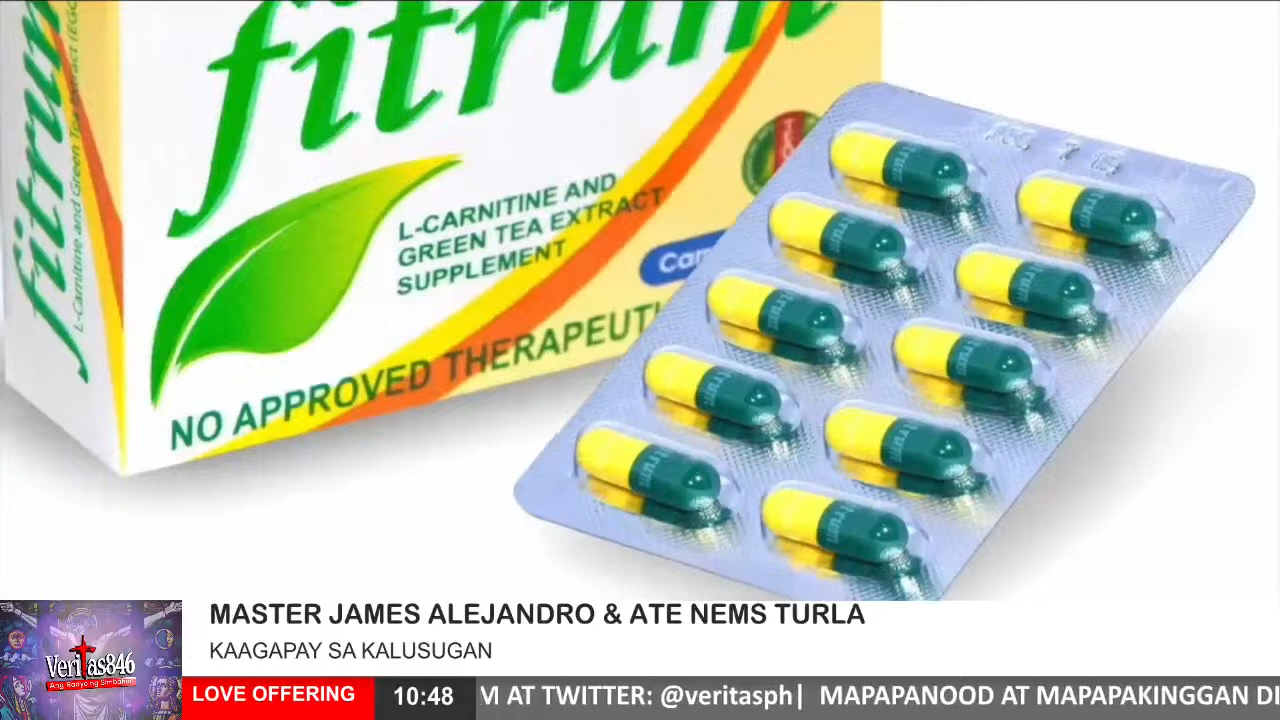 fitrum
fitrum
L-Carnitine and Green Tea Extract (EGC
L-CARNITINE AND
GREEN TEA EXTRACT
SUPPLEMENT
NO APPROVED THERAPEUTI
MASTER JAMES ALEJANDRO & ATE NEMS TURLA
KAAGAPAY SA KALUSUGAN
Veritas846
Ang Radyo ng Simbahan
LOVE OFFERING
10:48
M AT TWITTER: @veritasph| MAPAPANOOD AT MAPAPAKINGGAN DI